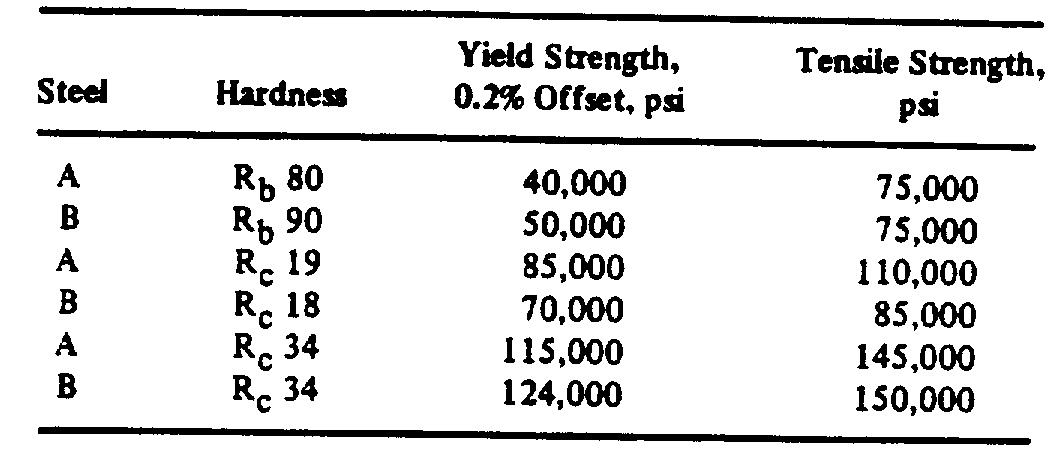 Steel Hardness Yield Strength, 0.2% Offset, psi Tensile Strength, psi
A R_b 80 40,000 75,000
B R_b 90 50,000 75,000
A R_c 19 85,000 110,000
B R_c 18 70,000 85,000
A R_c 34 115,000 145,000
B R_c 34 124,000 150,000